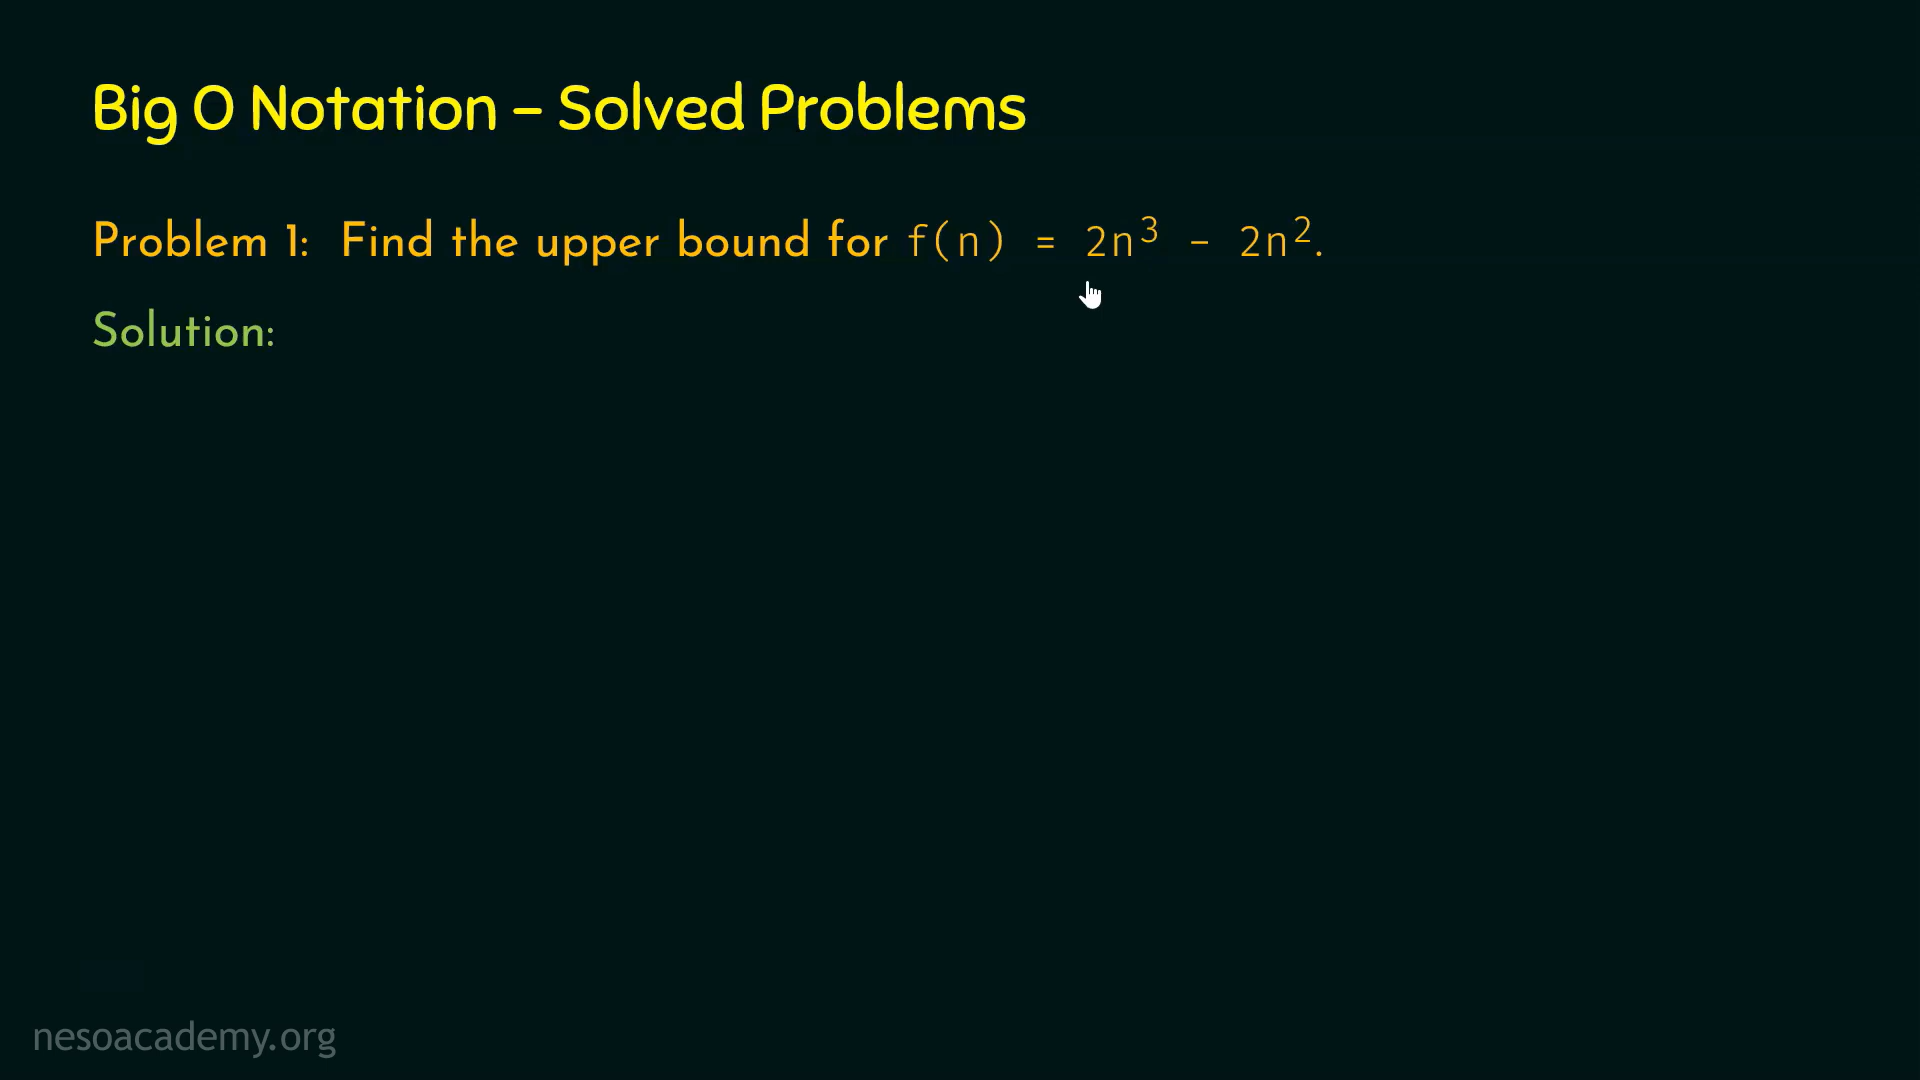 Big O Notation – Solved Problems
Problem 1: Find the upper bound for f(n) = 2n³ - 2n².
Solution:
nesoacademy.org